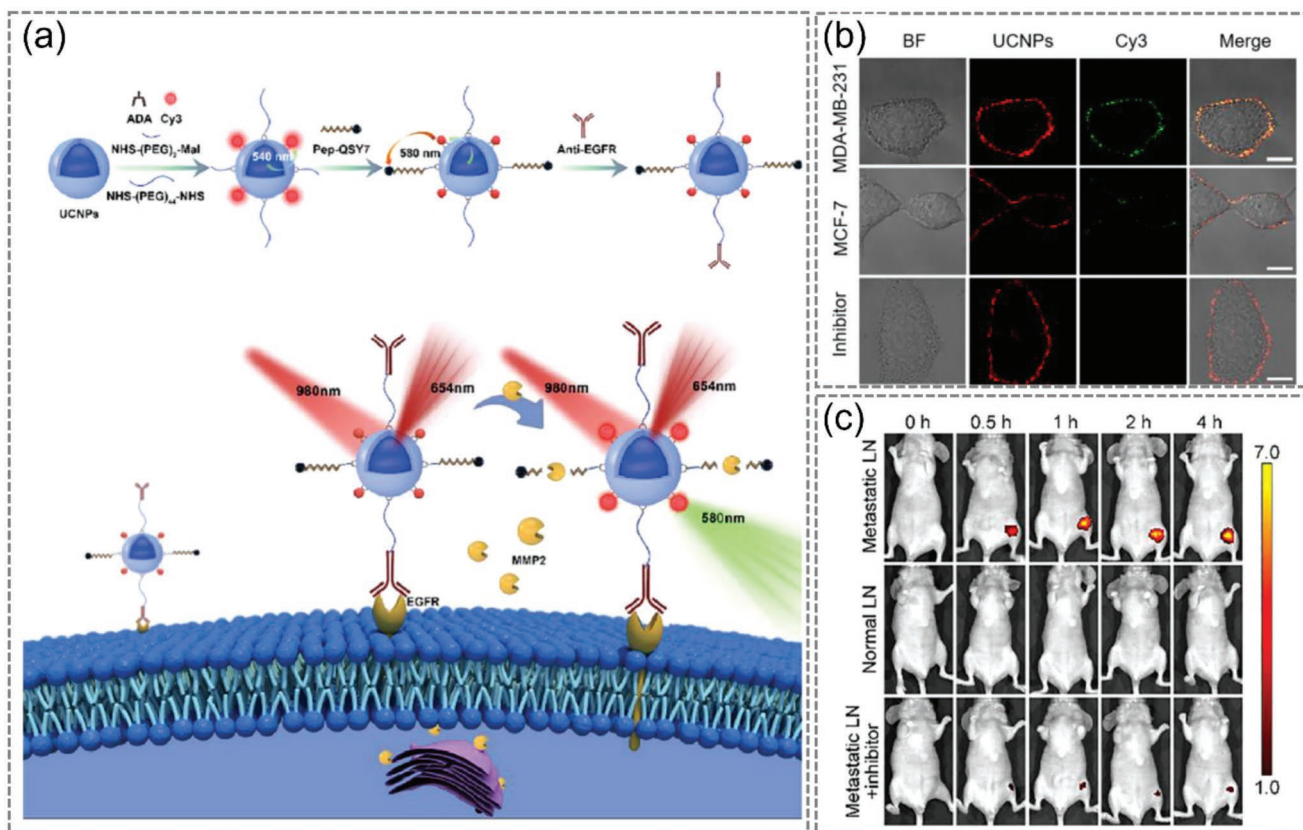 (a)
ADA Cy3
NHS-(PEG)2-Mal
NHS-(PEG)44-NHS
UCNPs
540 nm
Pep-QSY7
580 nm
Anti-EGFR
980nm
654nm
980nm
654nm
580nm
MMP2
EGFR
(b)
BF UCNPs Cy3 Merge
MDA-MB-231
MCF-7
Inhibitor
(c)
0 h 0.5 h 1 h 2 h 4 h
Metastatic LN
Normal LN
Metastatic LN
+inhibitor
7.0
1.0